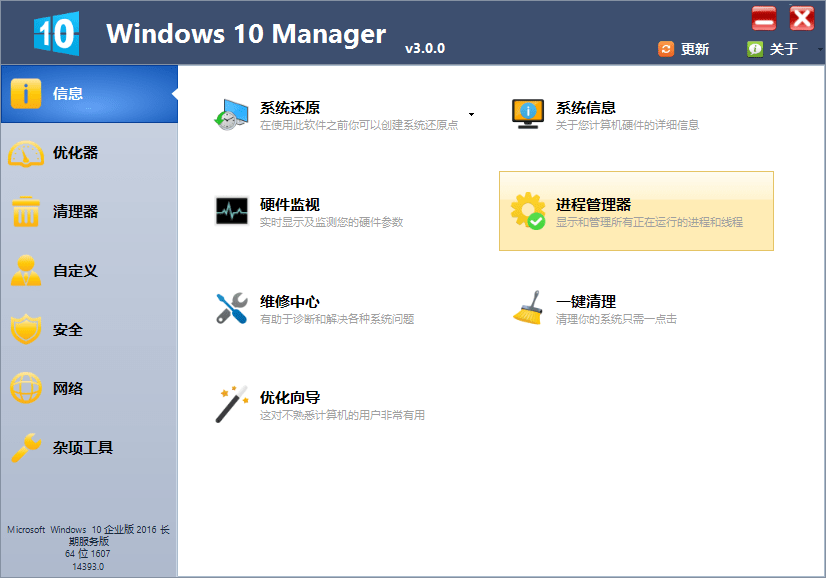 10 Windows 10 Manager v3.0.0
更新 关于
信息
优化器
清理器
自定义
安全
网络
杂项工具
Microsoft Windows 10 企业版 2016 长
期服务版
64 位 1607
14393.0
系统还原
在使用此软件之前你可以创建系统还原点
系统信息
关于您计算机硬件的详细信息
硬件监视
实时显示及监测您的硬件参数
进程管理器
显示和管理所有正在运行的进程和线程
维修中心
有助于诊断和解决各种系统问题
一键清理
清理你的系统只需一点击
优化向导
这对不熟悉计算机的用户非常有用